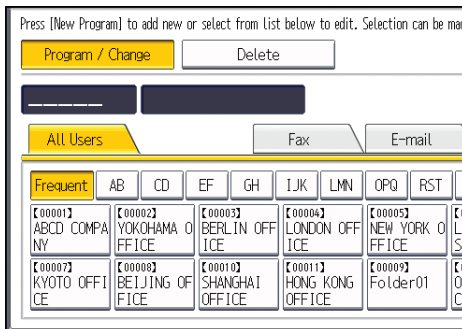 Press [New Program] to add new or select from list below to edit. Selection can be ma
Program / Change Delete
_____
All Users Fax E-mail
Frequent AB CD EF GH IJK LMN OPQ RST
【00001】 【00002】 【00003】 【00004】 【00005】
ABCD COMPA YOKOHAMA O BERLIN OFF LONDON OFF NEW YORK O
NY FFICE ICE ICE FFICE
【00007】 【00008】 【00010】 【00011】 【00009】
KYOTO OFFI BEIJING OF SHANGHAI HONG KONG Folder01
CE FICE OFFICE OFFICE